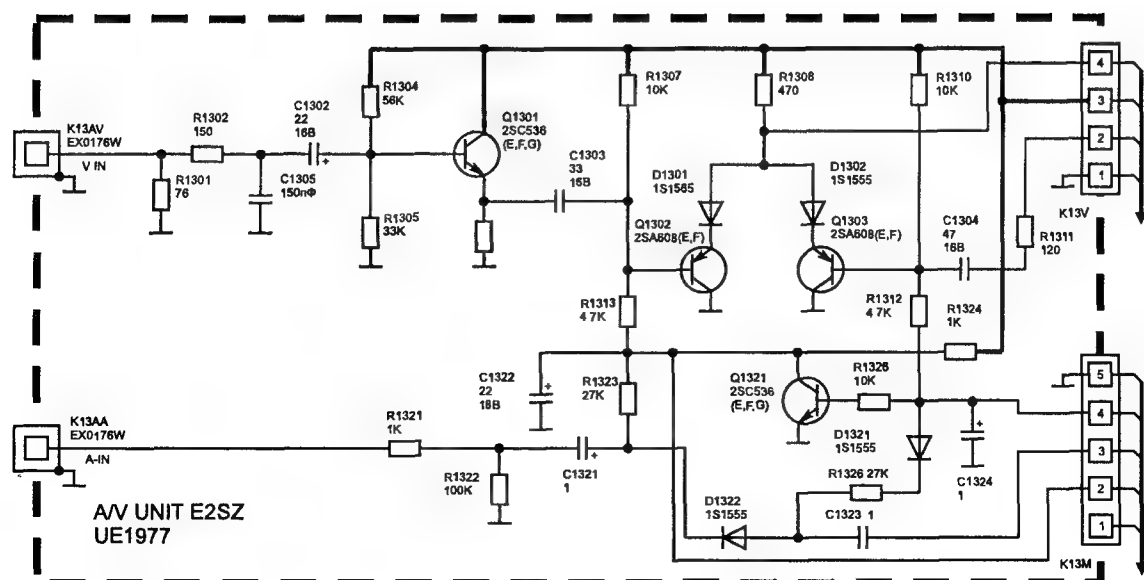 K13AV
EX0176W
V IN
R1301
76
R1302
150
C1305
150nФ
C1302
22
16B
R1304
56K
R1305
33K
Q1301
2SC536
(E,F,G)
C1303
33
16B
R1307
10K
R1308
470
R1310
10K
D1301
1S1565
D1302
1S1555
Q1302
2SA608(E,F)
Q1303
2SA608(E,F)
C1304
47
16B
R1311
120
4
3
2
1
K13V
R1313
4 7K
R1312
4 7K
R1324
1K
C1322
22
18B
R1323
27K
Q1321
2SC536
(E,F,G)
R1326
10K
D1321
1S1555
C1324
1
K13AA
EX0176W
A-IN
R1321
1K
R1322
100K
C1321
1
D1322
1S1555
R1326 27K
C1323 1
5
4
3
2
1
K13M
A/V UNIT E2SZ
UE1977